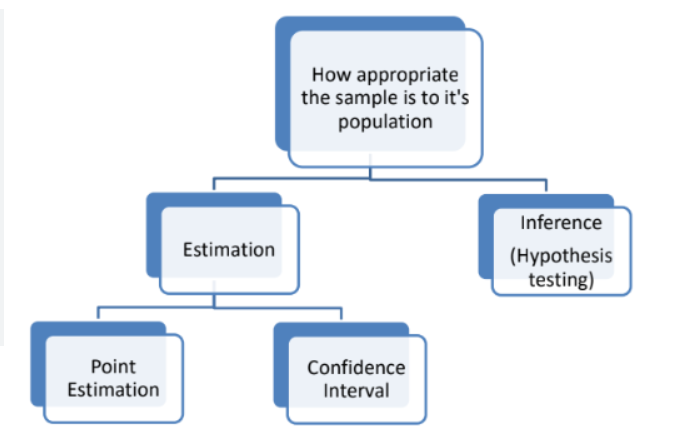 How appropriate
the sample is to it's
population
Estimation
Inference
(Hypothesis
testing)
Point
Estimation
Confidence
Interval